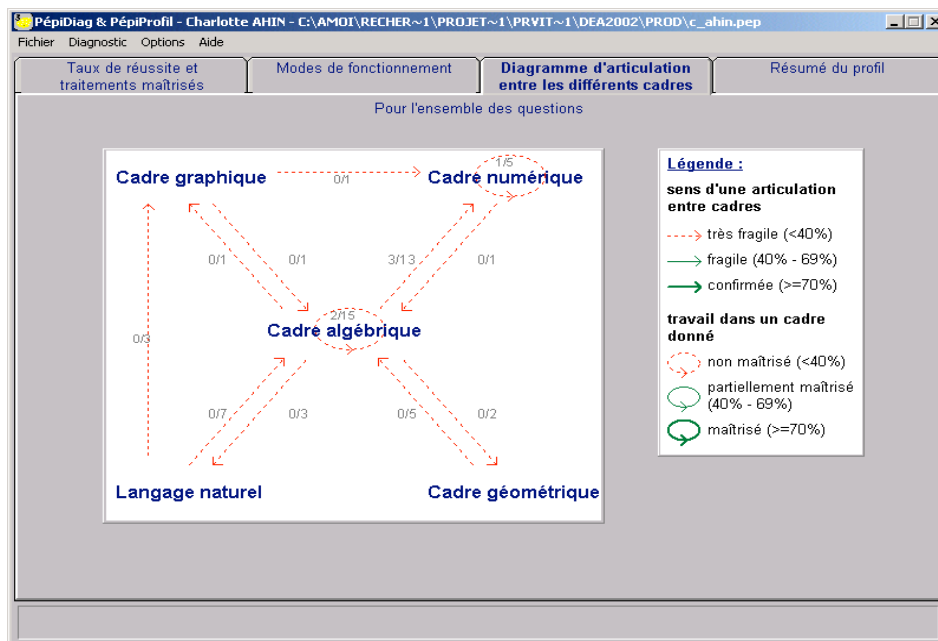 PépiDiag & PépiProfil - Charlotte AHIN - C:\AMOI\RECHER~1\PROJET~1\PRVIT~1\DEA2002\PROD\c_ahin.pep
Fichier Diagnostic Options Aide
Taux de réussite et
traitements maîtrisés
Modes de fonctionnement
Diagramme d'articulation
entre les différents cadres
Résumé du profil
Pour l'ensemble des questions
1/5
Cadre graphique
0/1
Cadre numérique
0/1
0/1
3/13
0/1
2/15
Cadre algébrique
0/3
0/7
0/3
0/5
0/2
Langage naturel
Cadre géométrique
Légende :
sens d'une articulation
entre cadres
très fragile (<40%)
fragile (40% - 69%)
confirmée (>=70%)
travail dans un cadre
donné
non maîtrisé (<40%)
partiellement maîtrisé
(40% - 69%)
maîtrisé (>=70%)